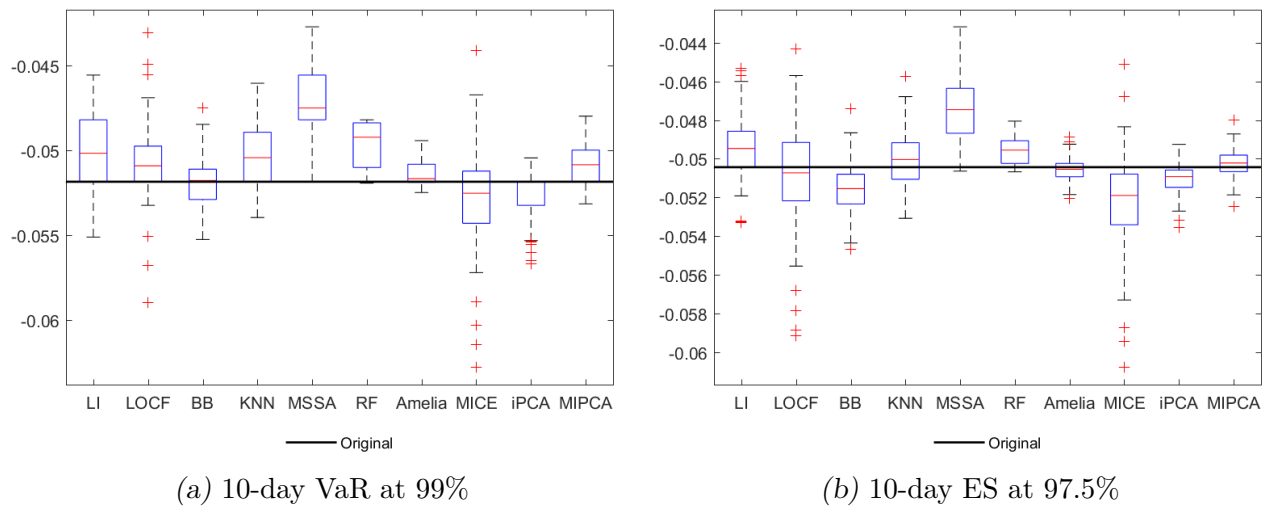 -0.045
-0.05
-0.055
-0.06
LI LOCF BB KNN MSSA RF Amelia MICE iPCA MIPCA
Original
(a) 10-day VaR at 99%
-0.044
-0.046
-0.048
-0.05
-0.052
-0.054
-0.056
-0.058
-0.06
LI LOCF BB KNN MSSA RF Amelia MICE iPCA MIPCA
Original
(b) 10-day ES at 97.5%